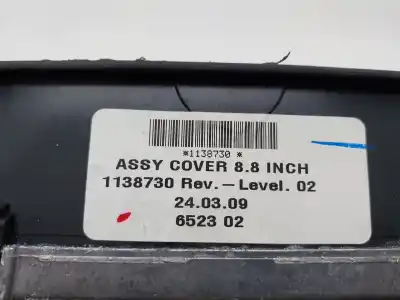 *1138730 *
ASSY COVER 8.8 INCH
1138730 Rev.-Level. 02
24.03.09
6523 02